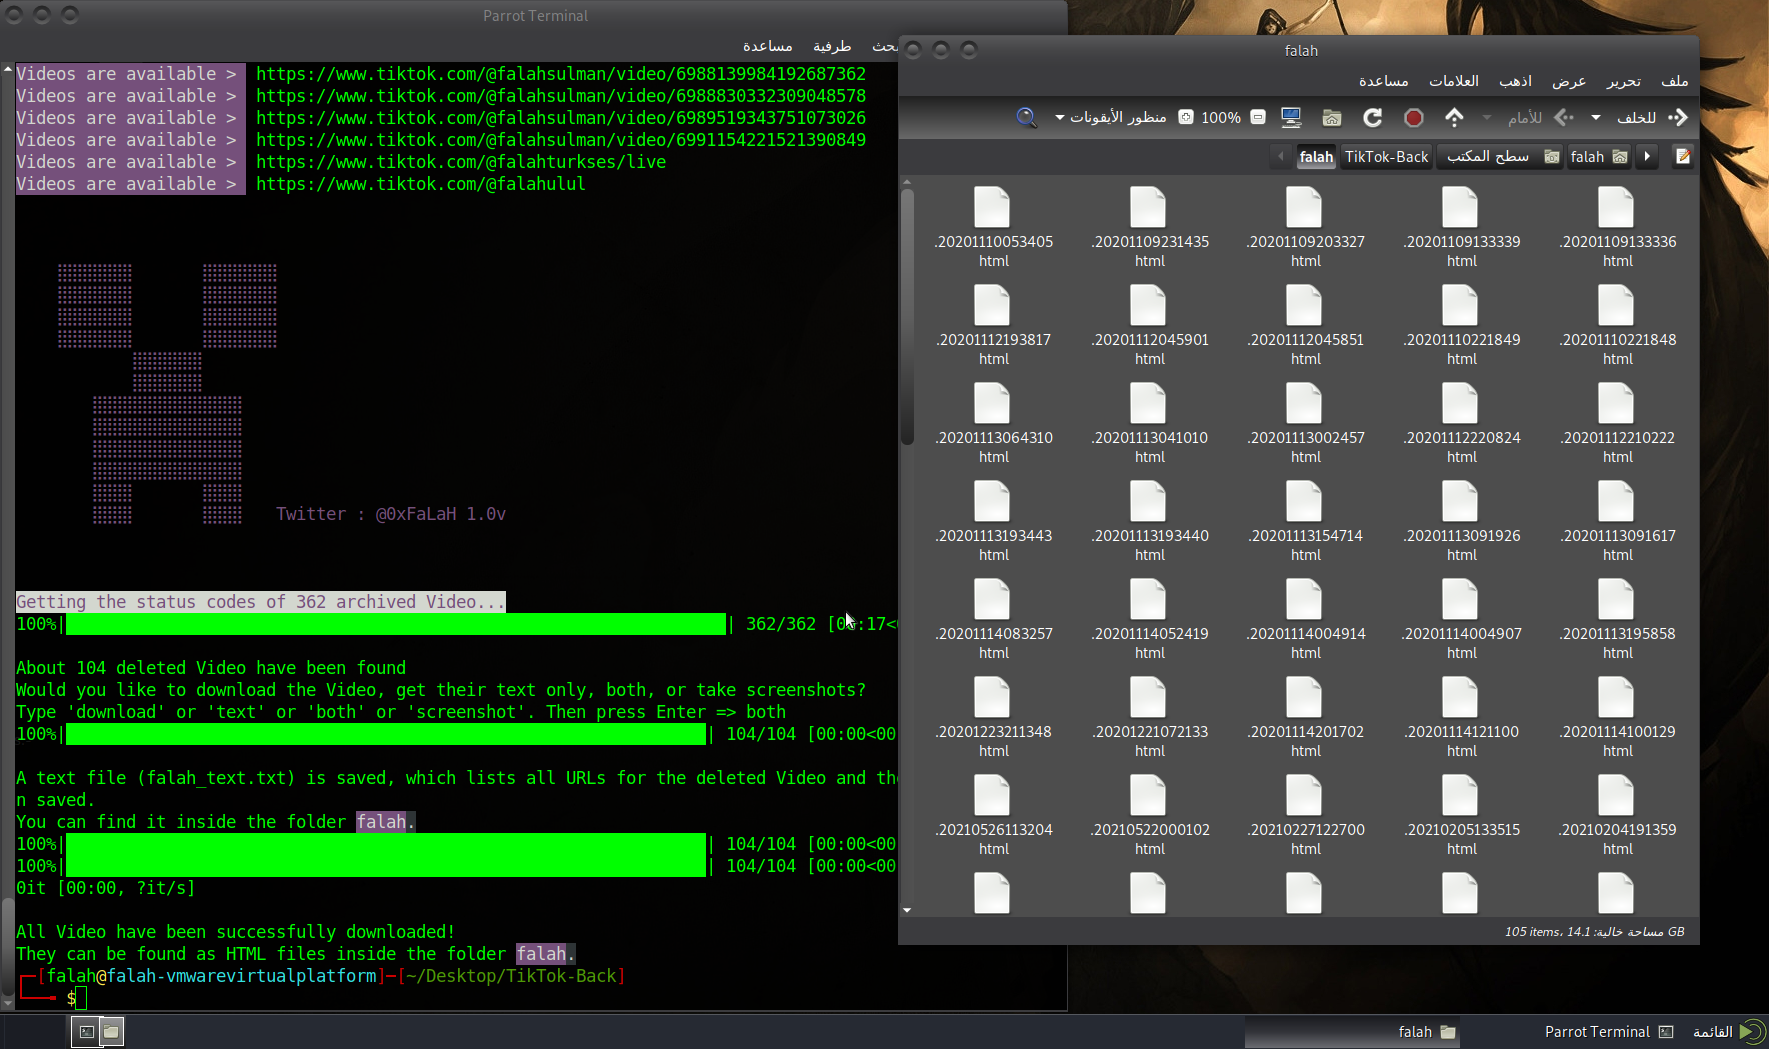 Parrot Terminal
بحث طرفية مساعدة
Videos are available > https://www.tiktok.com/@falahsulman/video/6988139984192687362
Videos are available > https://www.tiktok.com/@falahsulman/video/6988830332309048578
Videos are available > https://www.tiktok.com/@falahsulman/video/6989519343751073026
Videos are available > https://www.tiktok.com/@falahsulman/video/6991154221521390849
Videos are available > https://www.tiktok.com/@falahturkses/live
Videos are available > https://www.tiktok.com/@falahulul
Twitter : @0xFaLaH 1.0v
Getting the status codes of 362 archived Video...
100%| | 362/362 [00:17<
About 104 deleted Video have been found
Would you like to download the Video, get their text only, both, or take screenshots?
Type 'download' or 'text' or 'both' or 'screenshot'. Then press Enter => both
100%| | 104/104 [00:00<00
A text file (falah_text.txt) is saved, which lists all URLs for the deleted Video and the
n saved.
You can find it inside the folder falah.
100%| | 104/104 [00:00<00
100%| | 104/104 [00:00<00
0it [00:00, ?it/s]
All Video have been successfully downloaded!
They can be found as HTML files inside the folder falah.
[falah@falah-vmwarevirtualplatform]-[~/Desktop/TikTok-Back]
$
falah
ملف تحرير عرض اذهب العلامات مساعدة
للخلف للأمام 100% منظور الأيقونات
falah سطح المكتب TikTok-Back falah
.20201110053405 .20201109231435 .20201109203327 .20201109133339 .20201109133336
html html html html html
.20201112193817 .20201112045901 .20201112045851 .20201110221849 .20201110221848
html html html html html
.20201113064310 .20201113041010 .20201113002457 .20201112220824 .20201112210222
html html html html html
.20201113193443 .20201113193440 .20201113154714 .20201113091926 .20201113091617
html html html html html
.20201114083257 .20201114052419 .20201114004914 .20201114004907 .20201113195858
html html html html html
.20201223211348 .20201221072133 .20201114201702 .20201114121100 .20201114100129
html html html html html
.20210526113204 .20210522000102 .20210227122700 .20210205133515 .20210204191359
html html html html html
105 items، مساحة خالية: 14.1 GB
القائمة Parrot Terminal falah